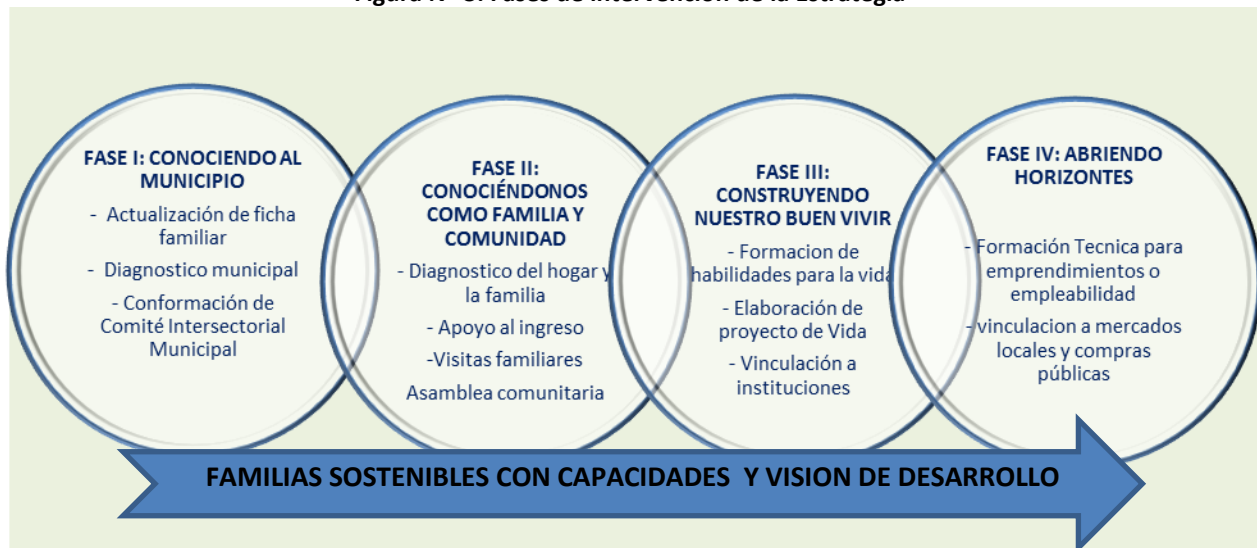 FASE I: CONOCIENDO AL
MUNICIPIO
- Actualización de ficha
familiar
- Diagnostico municipal
- Conformación de
Comité Intersectorial
Municipal
FASE II:
CONOCIÉNDONOS
COMO FAMILIA Y
COMUNIDAD
- Diagnostico del hogar y
la familia
- Apoyo al ingreso
-Visitas familiares
Asamblea comunitaria
FASE III:
CONSTRUYENDO
NUESTRO BUEN VIVIR
- Formacion de
habilidades para la vida
- Elaboración de
proyecto de Vida
- Vinculación a
instituciones
FASE IV: ABRIENDO
HORIZONTES
- Formación Tecnica para
emprendimientos o
empleabilidad
-vinculacion a mercados
locales y compras
públicas
FAMILIAS SOSTENIBLES CON CAPACIDADES Y VISION DE DESARROLLO